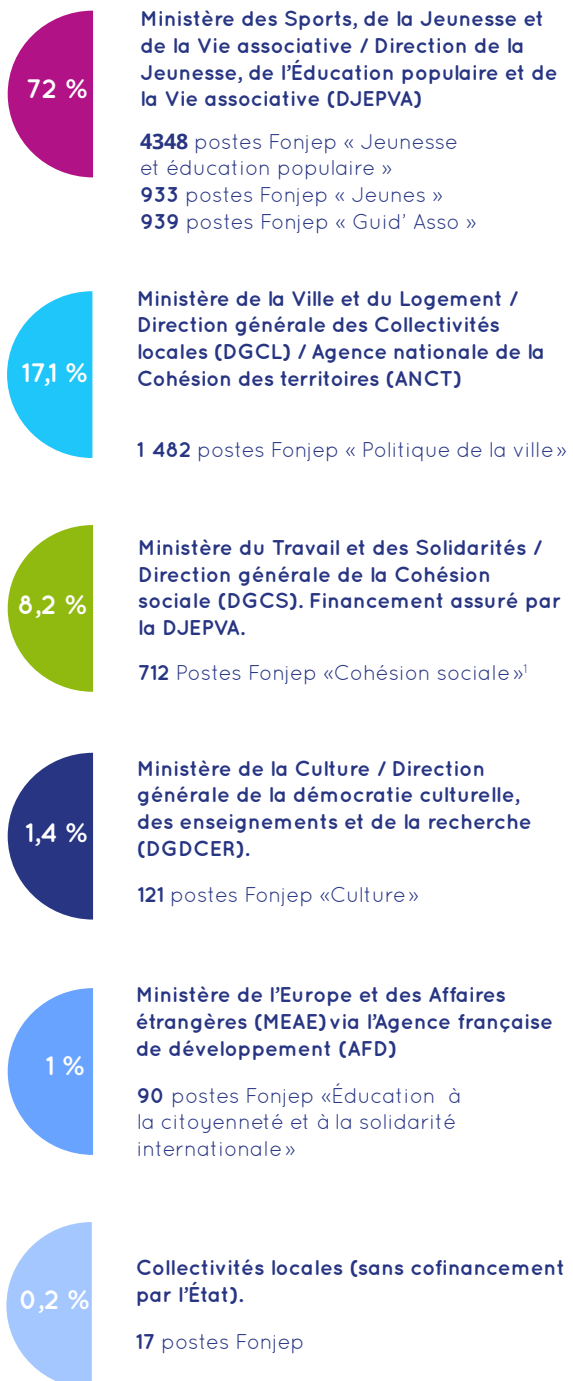 72 %
Ministère des Sports, de la Jeunesse et
de la Vie associative / Direction de la
Jeunesse, de l’Éducation populaire et de
la Vie associative (DJEPVA)
4348 postes Fonjep « Jeunesse
et éducation populaire »
933 postes Fonjep « Jeunes »
939 postes Fonjep « Guid’ Asso »
17,1 %
Ministère de la Ville et du Logement /
Direction générale des Collectivités
locales (DGCL) / Agence nationale de la
Cohésion des territoires (ANCT)
1 482 postes Fonjep « Politique de la ville »
8,2 %
Ministère du Travail et des Solidarités /
Direction générale de la Cohésion
sociale (DGCS). Financement assuré par
la DJEPVA.
712 Postes Fonjep «Cohésion sociale»¹
1,4 %
Ministère de la Culture / Direction
générale de la démocratie culturelle,
des enseignements et de la recherche
(DGDCER).
121 postes Fonjep «Culture»
1 %
Ministère de l’Europe et des Affaires
étrangères (MEAE) via l’Agence française
de développement (AFD)
90 postes Fonjep «Éducation à
la citoyenneté et à la solidarité
internationale»
0,2 %
Collectivités locales (sans cofinancement
par l’État).
17 postes Fonjep